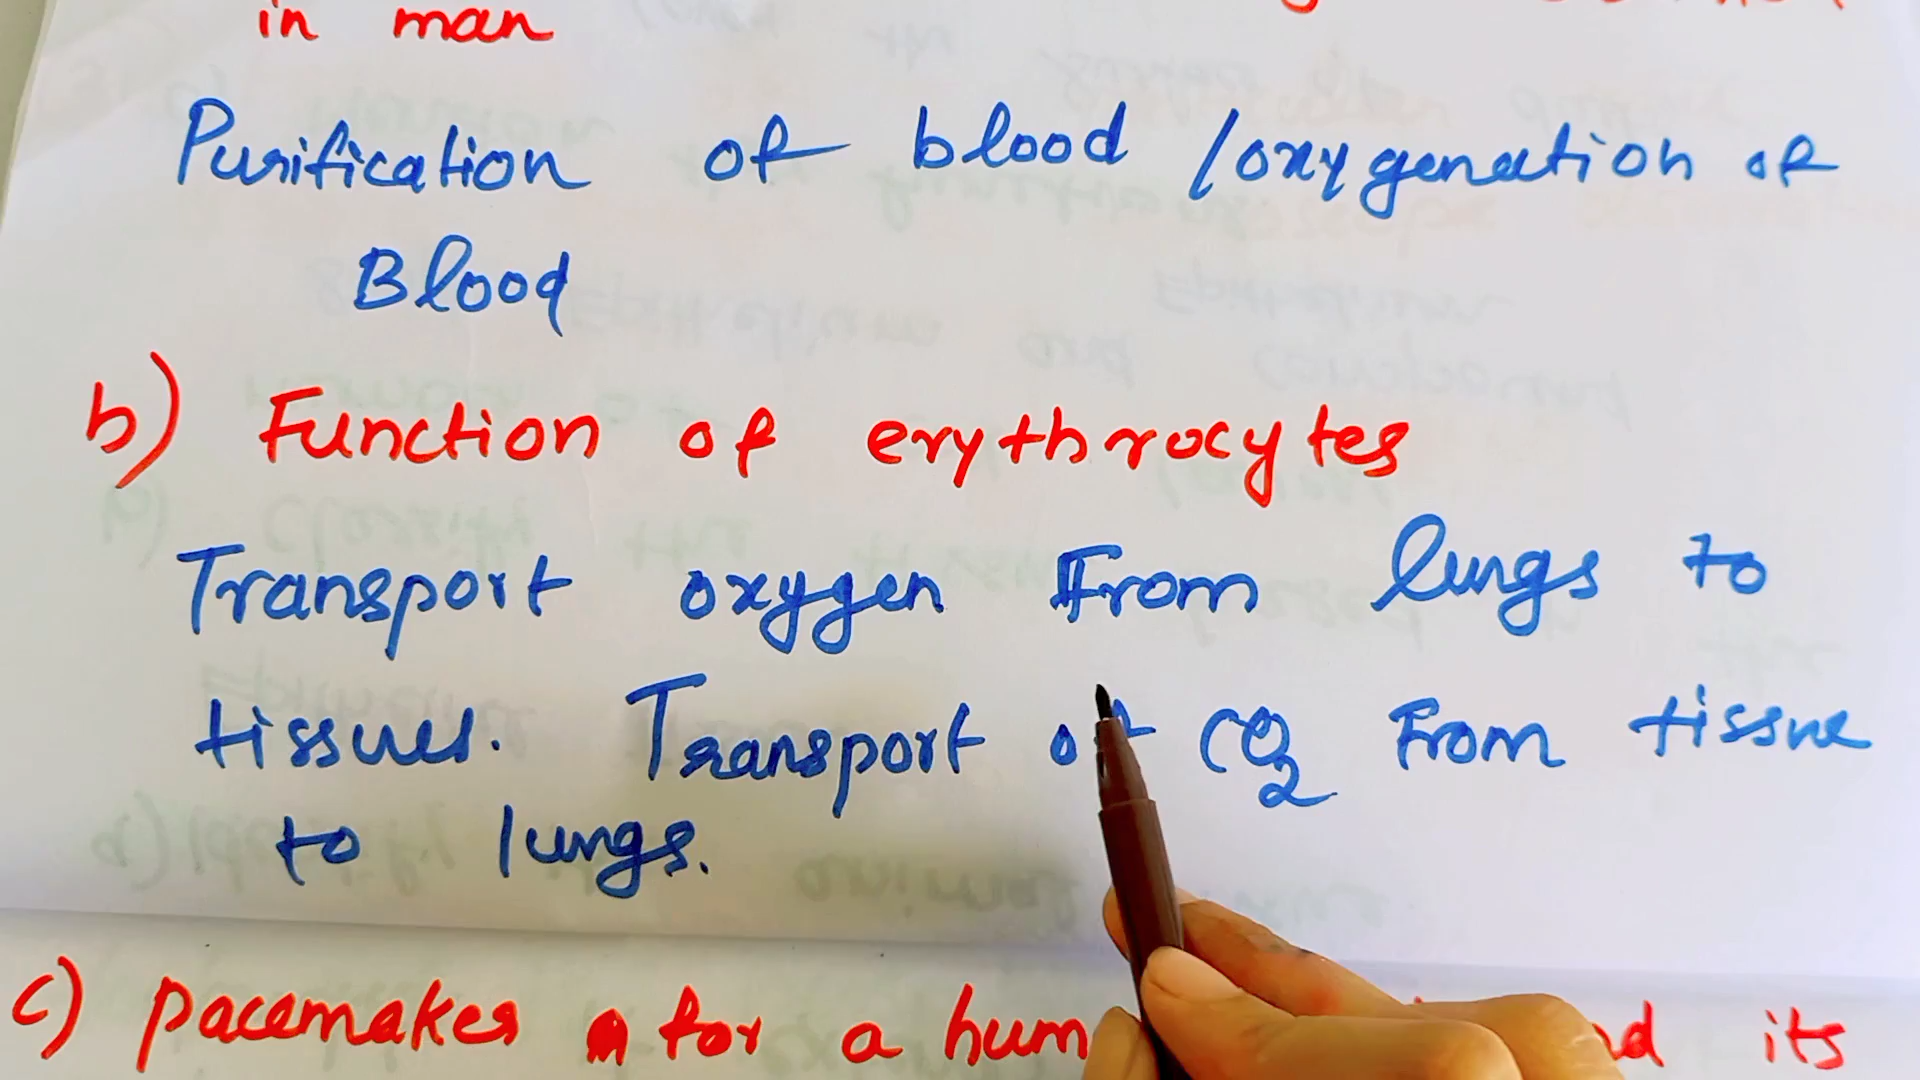 in man
Purification of blood / oxygenation of
Blood
b) Function of erythrocytes
Transport oxygen From lungs to
tissues. Transport of CO2 From tissue
to lungs.
c) pacemaker for a hum its